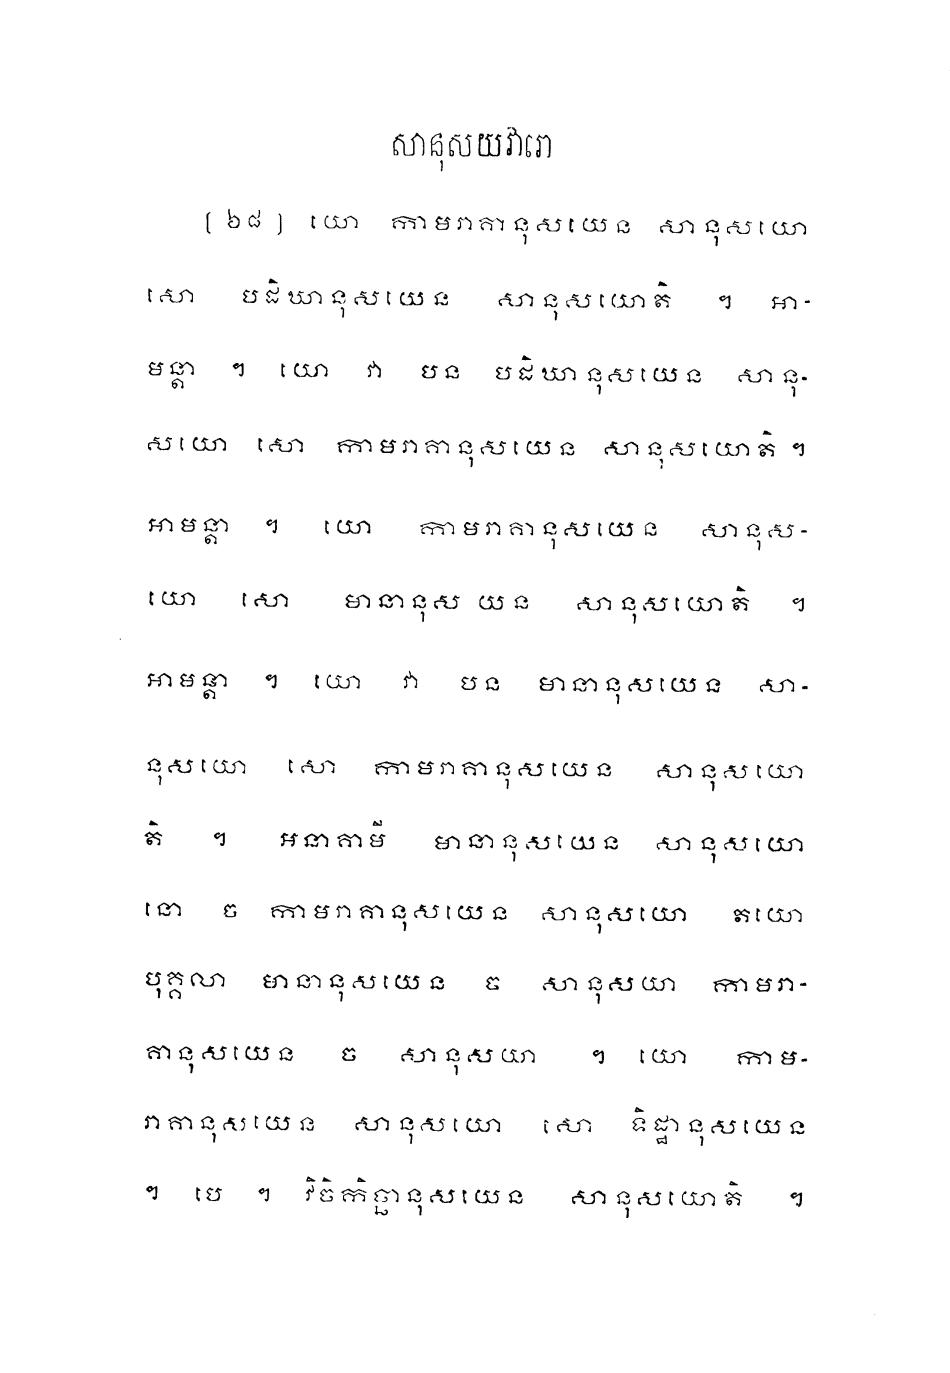 សានុសយវារោ
(៦៨) យោ កាមរាគានុសយេន សានុសយោ
សោ បដិឃានុសយេន សានុសយោតិ ។ អា-
មន្តា ។ យោ វា បន បដិឃានុសយេន សានុ-
សយោ សោ កាមរាគានុសយេន សានុសយោតិ ។
អាមន្តា ។ យោ កាមរាគានុសយេន សានុស-
យោ សោ មានានុស យន សានុសយោតិ ។
អាមន្តា ។ យោ វា បន មានានុសយេន សា-
នុសយោ សោ កាមរាគានុសយេន សានុសយោ
តិ ។ អនាគាមី មានានុសយេន សានុសយោ
នោ ច កាមរាគានុសយេន សានុសយោ តយោ
បុគ្គលា មានានុសយេន ច សានុសយា កាមរា-
គានុសយេន ច សានុសយា ។ យោ កាម-
រាគានុសយេន សានុសយោ សោ ទិដ្ឋានុសយេន
។ បេ ។ វិចិកិច្ឆានុសយេន សានុសយោតិ ។